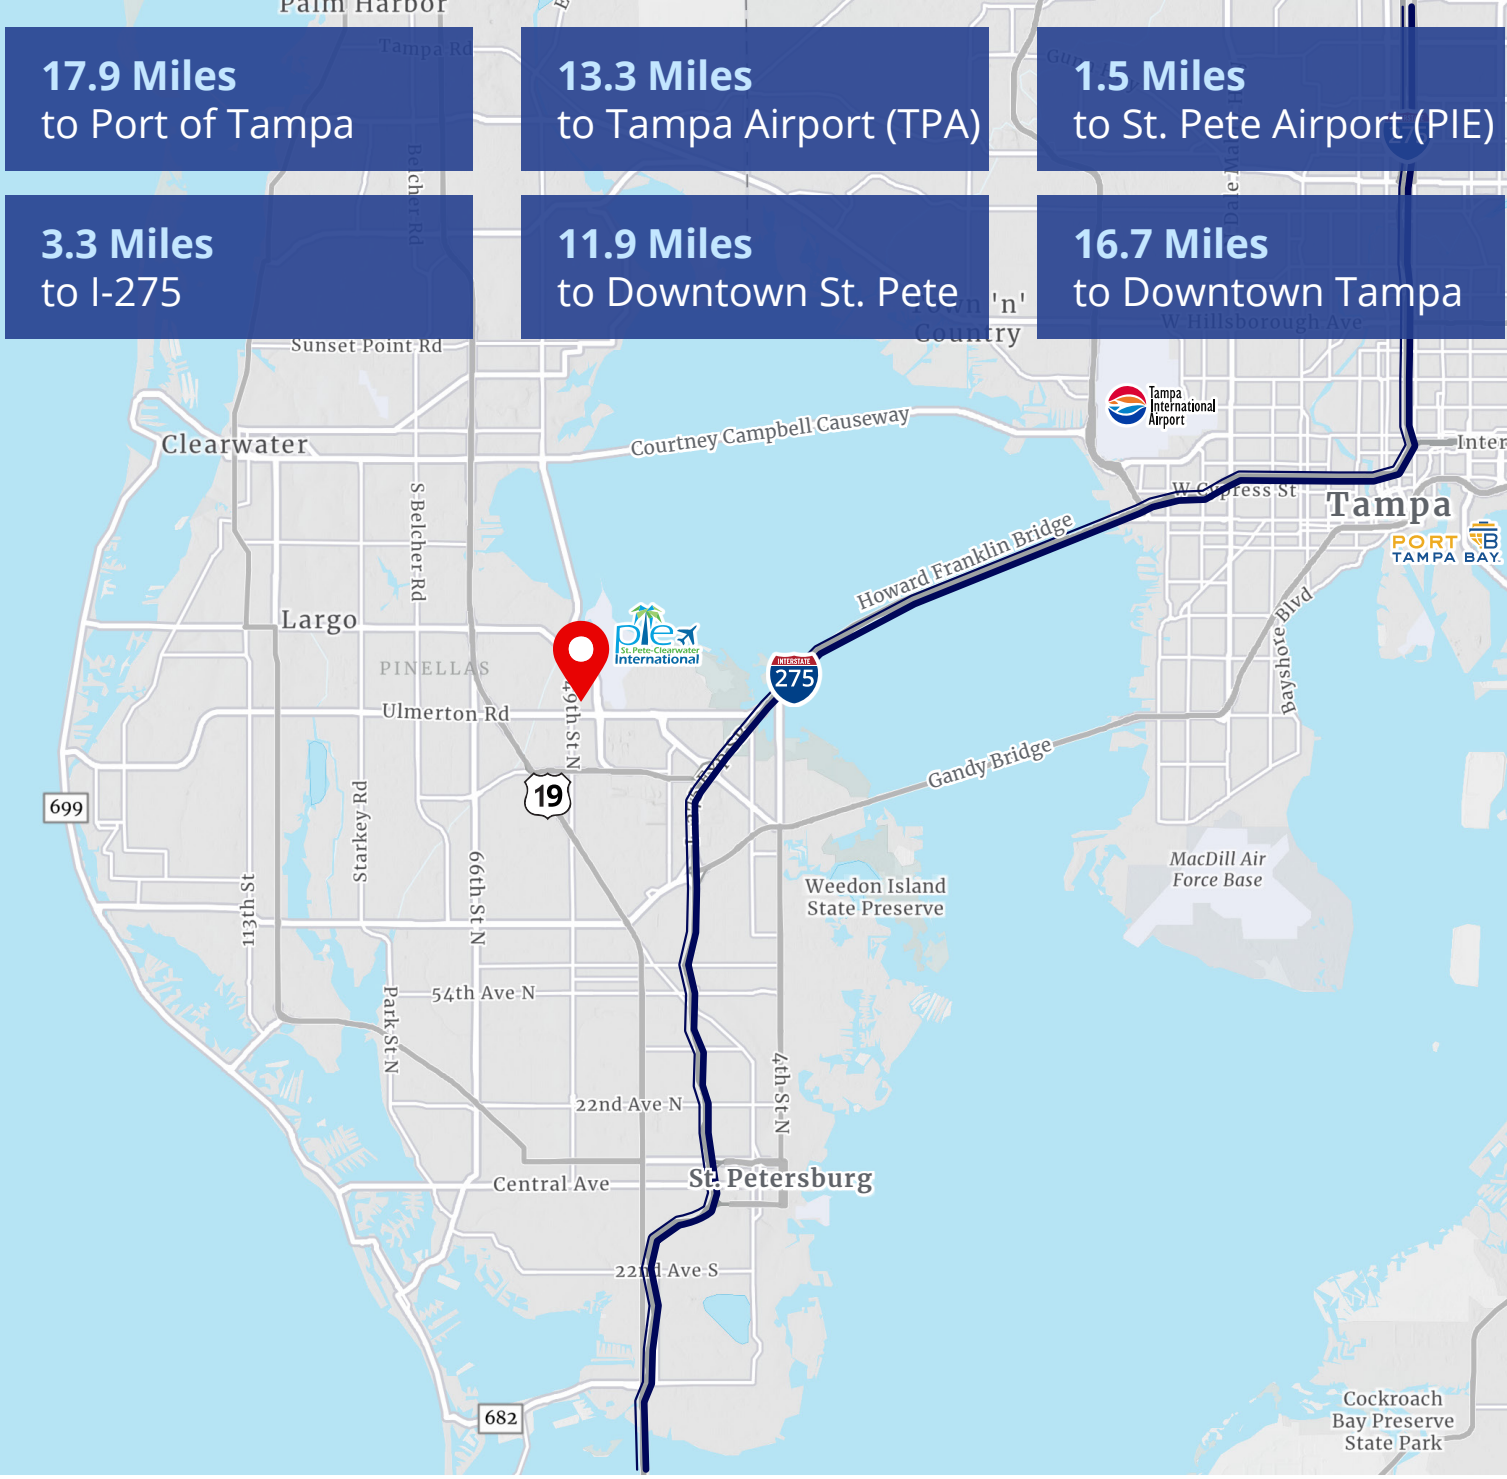 Palm Harbor
Tampa Rd
17.9 Miles
to Port of Tampa
13.3 Miles
to Tampa Airport (TPA)
1.5 Miles
to St. Pete Airport (PIE)
Belcher Rd
3.3 Miles
to I-275
11.9 Miles
to Downtown St. Pete
16.7 Miles
to Downtown Tampa
Town 'n'
Country
W Hillsborough Ave
Sunset Point Rd
Tampa
International
Airport
Clearwater
Courtney Campbell Causeway
S Belcher Rd
W Cypress St
Tampa
PORT
TAMPA BAY
Howard Franklin Bridge
Largo
PINELLAS
pie
St. Pete-Clearwater
International
INTERSTATE
275
Bayshore Blvd
Ulmerton Rd
49th St N
Gandy Bridge
19
699
Starkey Rd
66th St N
113th St
Weedon Island
State Preserve
MacDill Air
Force Base
54th Ave N
Park St N
4th St N
22nd Ave N
Central Ave
St. Petersburg
22nd Ave S
682
Cockroach
Bay Preserve
State Park